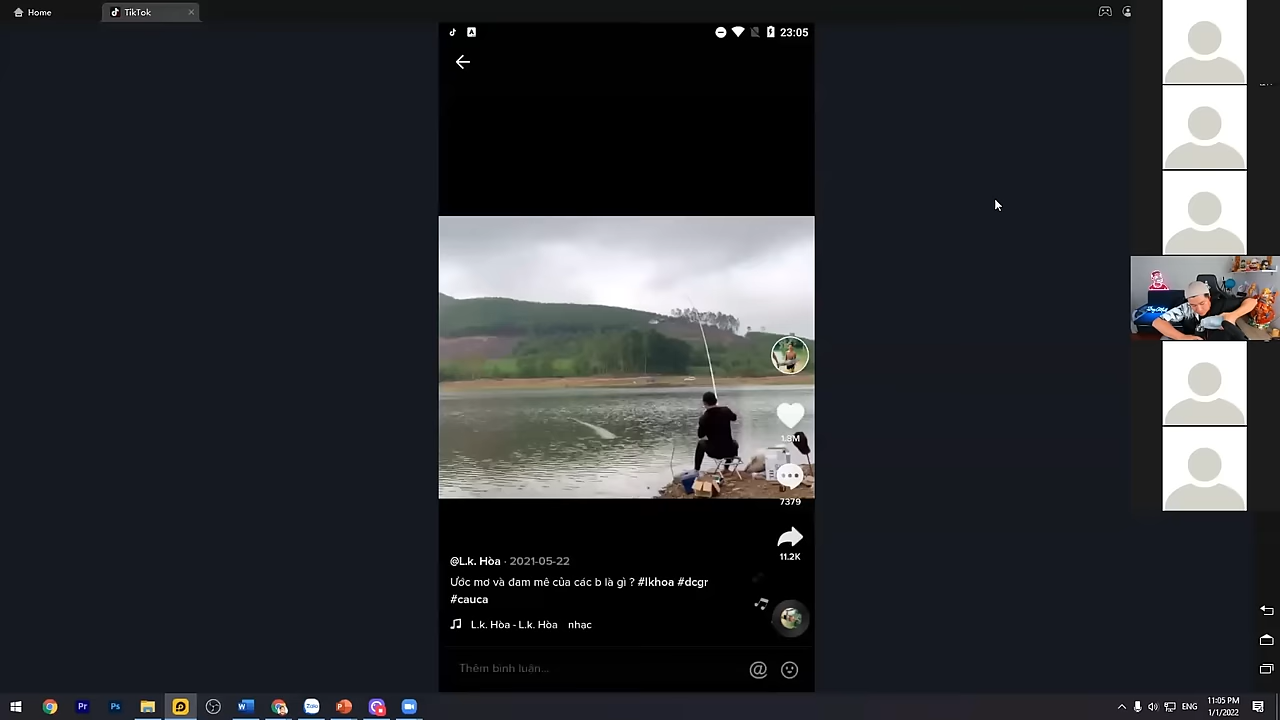 Home
TikTok
23:05
1.8M
7379
11.2K
@L.k. Hòa · 2021-05-22
Ước mơ và đam mê của các b là gì ? #lkhoa #dcgr
#cauca
L.k. Hòa - L.k. Hòa nhạc
Thêm bình luận...
ENG
11:05 PM
1/1/2022